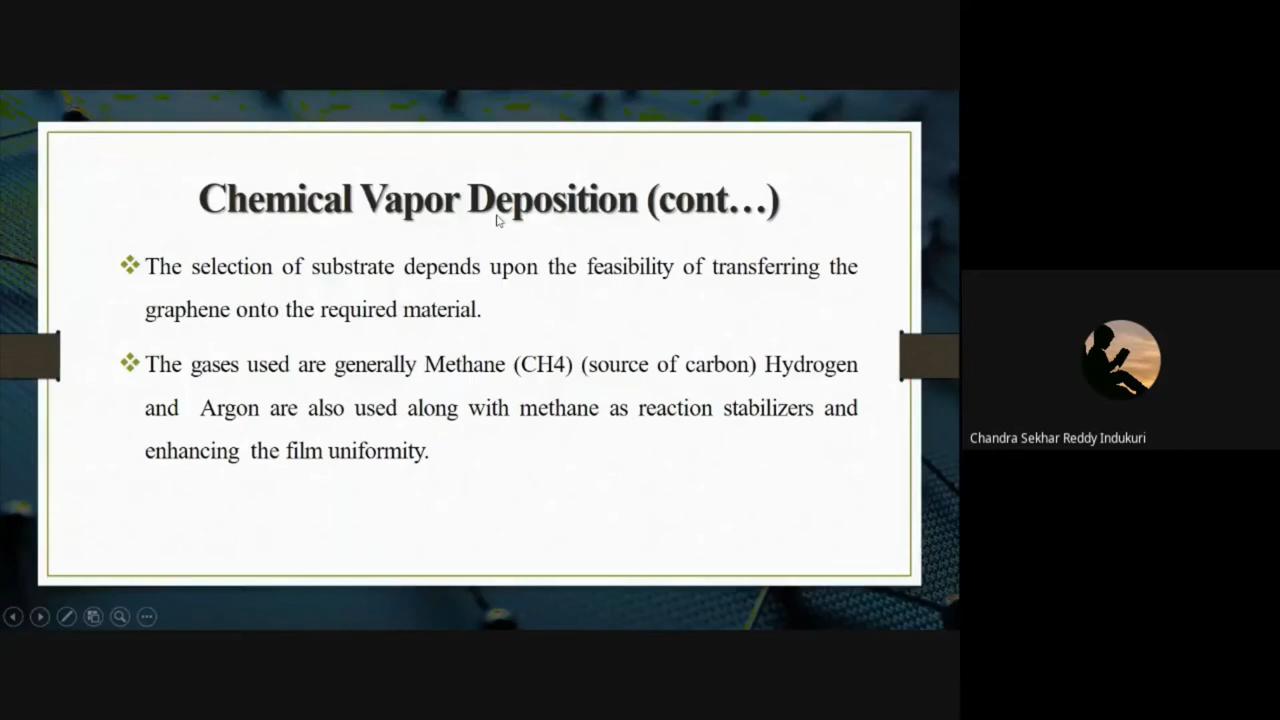 Chemical Vapor Deposition (cont…)
The selection of substrate depends upon the feasibility of transferring the
graphene onto the required material.
The gases used are generally Methane (CH4) (source of carbon) Hydrogen
and Argon are also used along with methane as reaction stabilizers and
enhancing the film uniformity.
Chandra Sekhar Reddy Indukuri